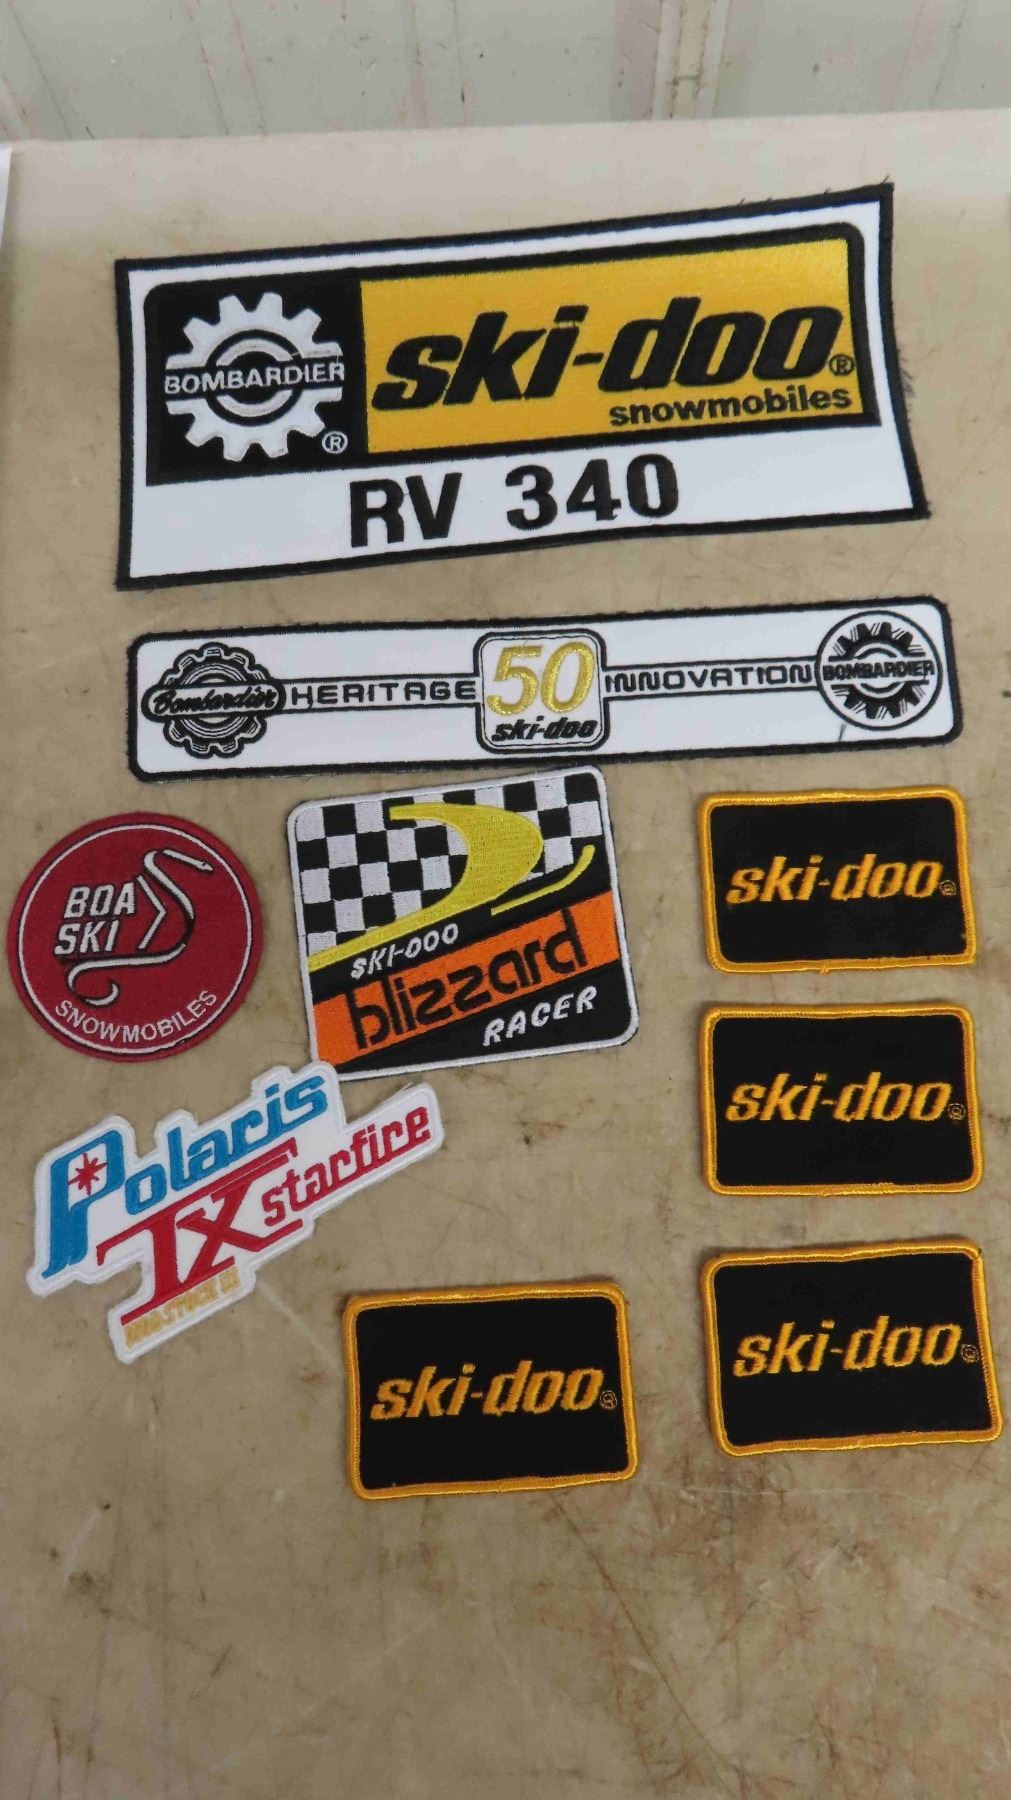 BOMBARDIER
®
ski-doo®
snowmobiles
RV 340
Bombardier HERITAGE 50 INNOVATION BOMBARDIER
ski-doo
BOA
SKI
SNOWMOBILES
SKI-DOO
blizzard
RACER
ski-doo®
ski-doo®
Polaris
TX starfire
ski-doo®
ski-doo®